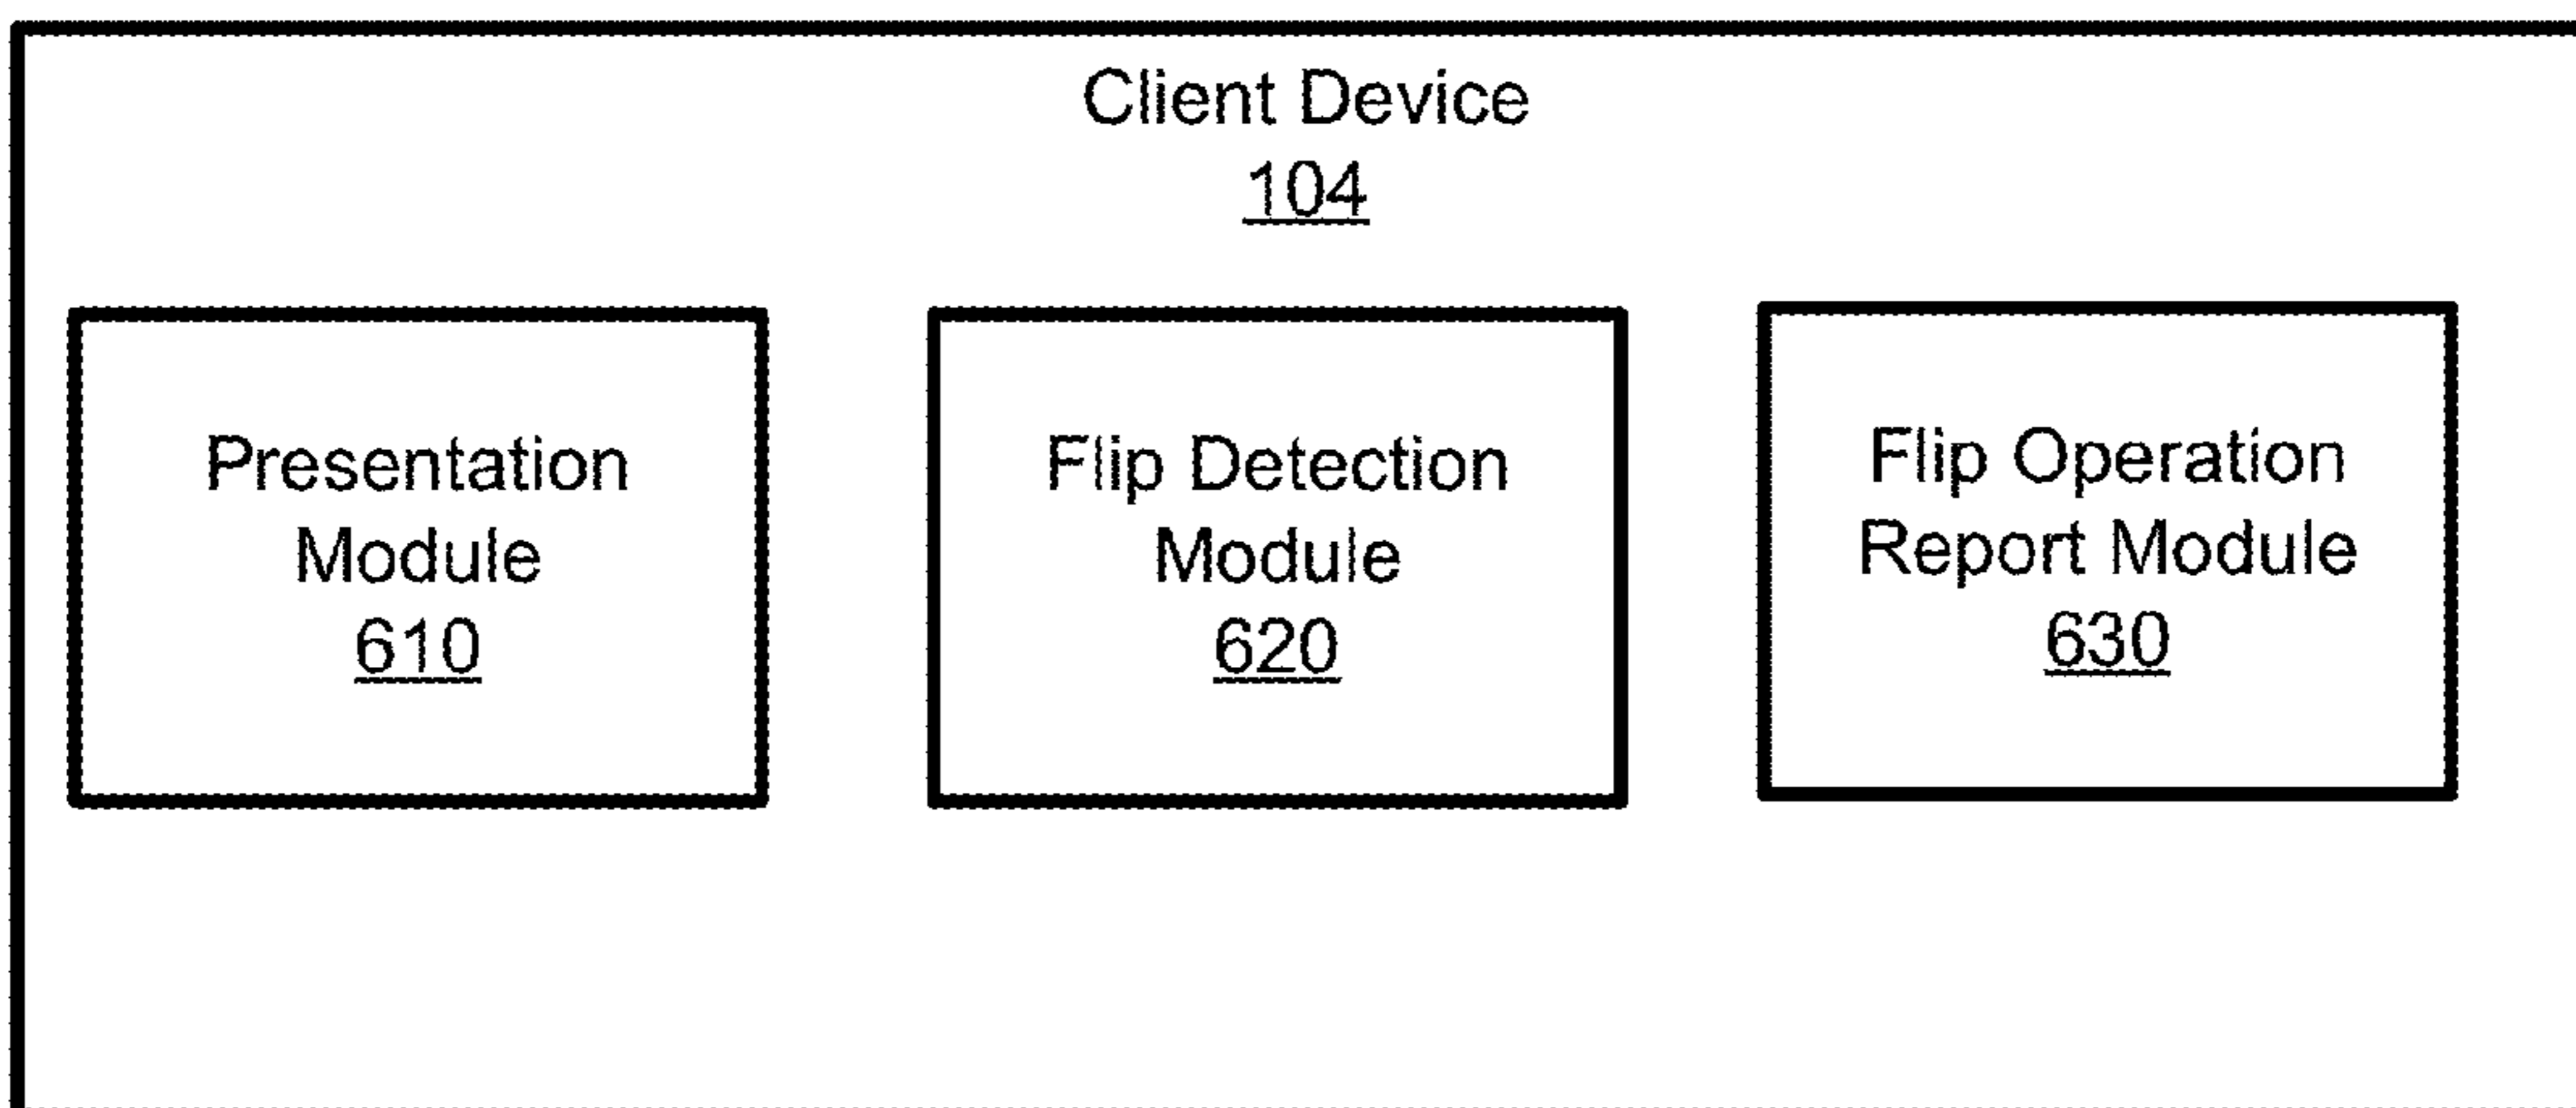 Client Device
104
Presentation
Module
610
Flip Detection
Module
620
Flip Operation
Report Module
630